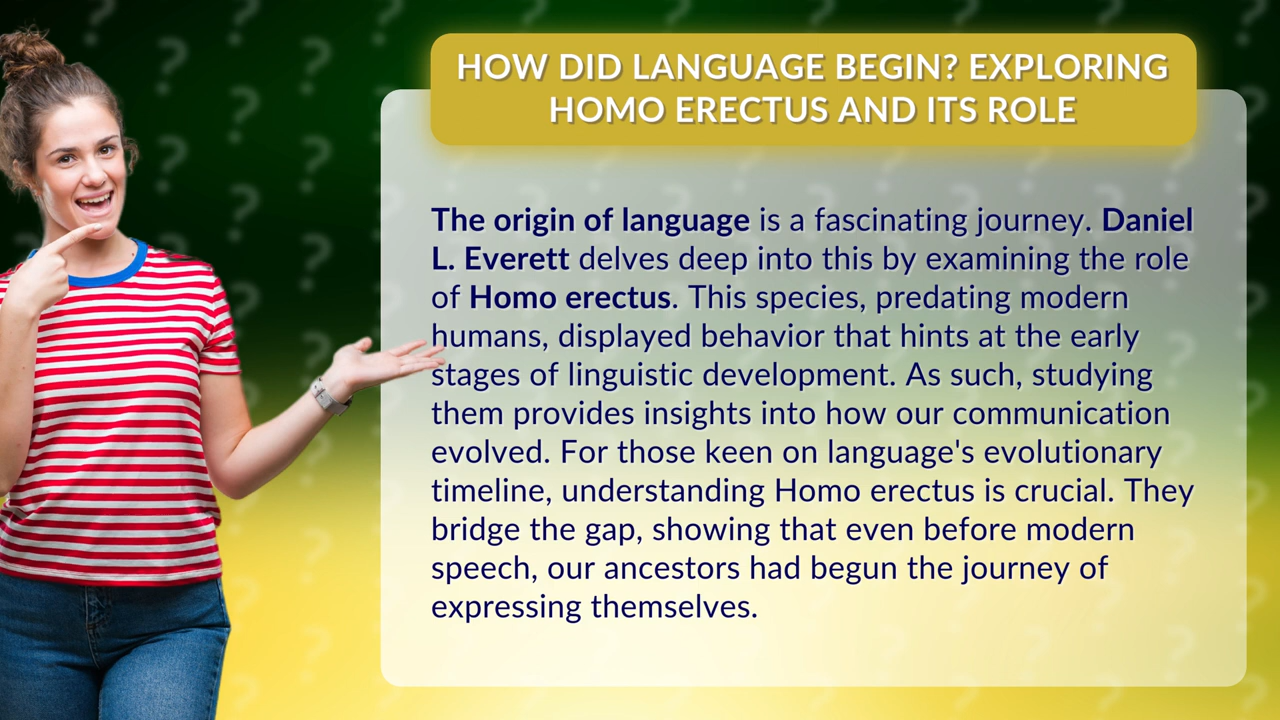 HOW DID LANGUAGE BEGIN? EXPLORING
HOMO ERECTUS AND ITS ROLE
The origin of language is a fascinating journey. Daniel
L. Everett delves deep into this by examining the role
of Homo erectus. This species, predating modern
humans, displayed behavior that hints at the early
stages of linguistic development. As such, studying
them provides insights into how our communication
evolved. For those keen on language's evolutionary
timeline, understanding Homo erectus is crucial. They
bridge the gap, showing that even before modern
speech, our ancestors had begun the journey of
expressing themselves.